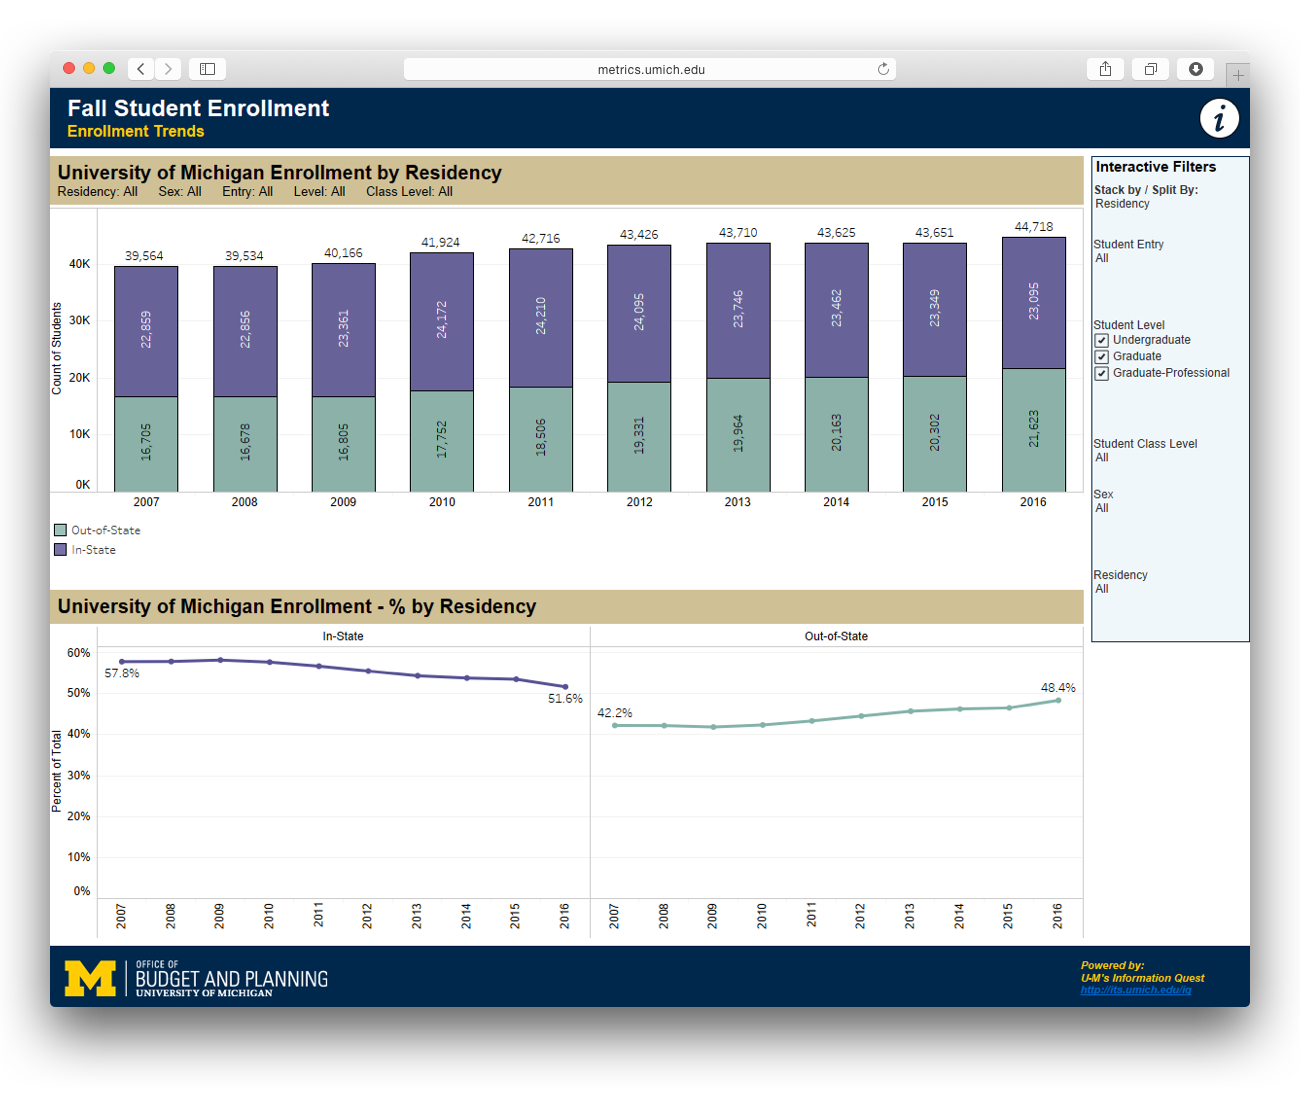 metrics.umich.edu
Fall Student Enrollment
Enrollment Trends
i
University of Michigan Enrollment by Residency
Residency: All Sex: All Entry: All Level: All Class Level: All
Count of Students
40K
30K
20K
10K
0K
39,564
39,534
40,166
41,924
42,716
43,426
43,710
43,625
43,651
44,718
22,859
22,856
23,361
24,172
24,210
24,095
23,746
23,462
23,349
23,095
16,705
16,678
16,805
17,752
18,506
19,331
19,964
20,163
20,302
21,623
2007 2008 2009 2010 2011 2012 2013 2014 2015 2016
Out-of-State
In-State
Interactive Filters
Stack by / Split By:
Residency
Student Entry
All
Student Level
Undergraduate
Graduate
Graduate-Professional
Student Class Level
All
Sex
All
Residency
All
University of Michigan Enrollment - % by Residency
In-State
Out-of-State
Percent of Total
60%
50%
40%
30%
20%
10%
0%
57.8%
51.6%
42.2%
48.4%
2007 2008 2009 2010 2011 2012 2013 2014 2015 2016
2007 2008 2009 2010 2011 2012 2013 2014 2015 2016
M
OFFICE OF
BUDGET AND PLANNING
UNIVERSITY OF MICHIGAN
Powered by:
U-M's Information Quest
http://its.umich.edu/iq